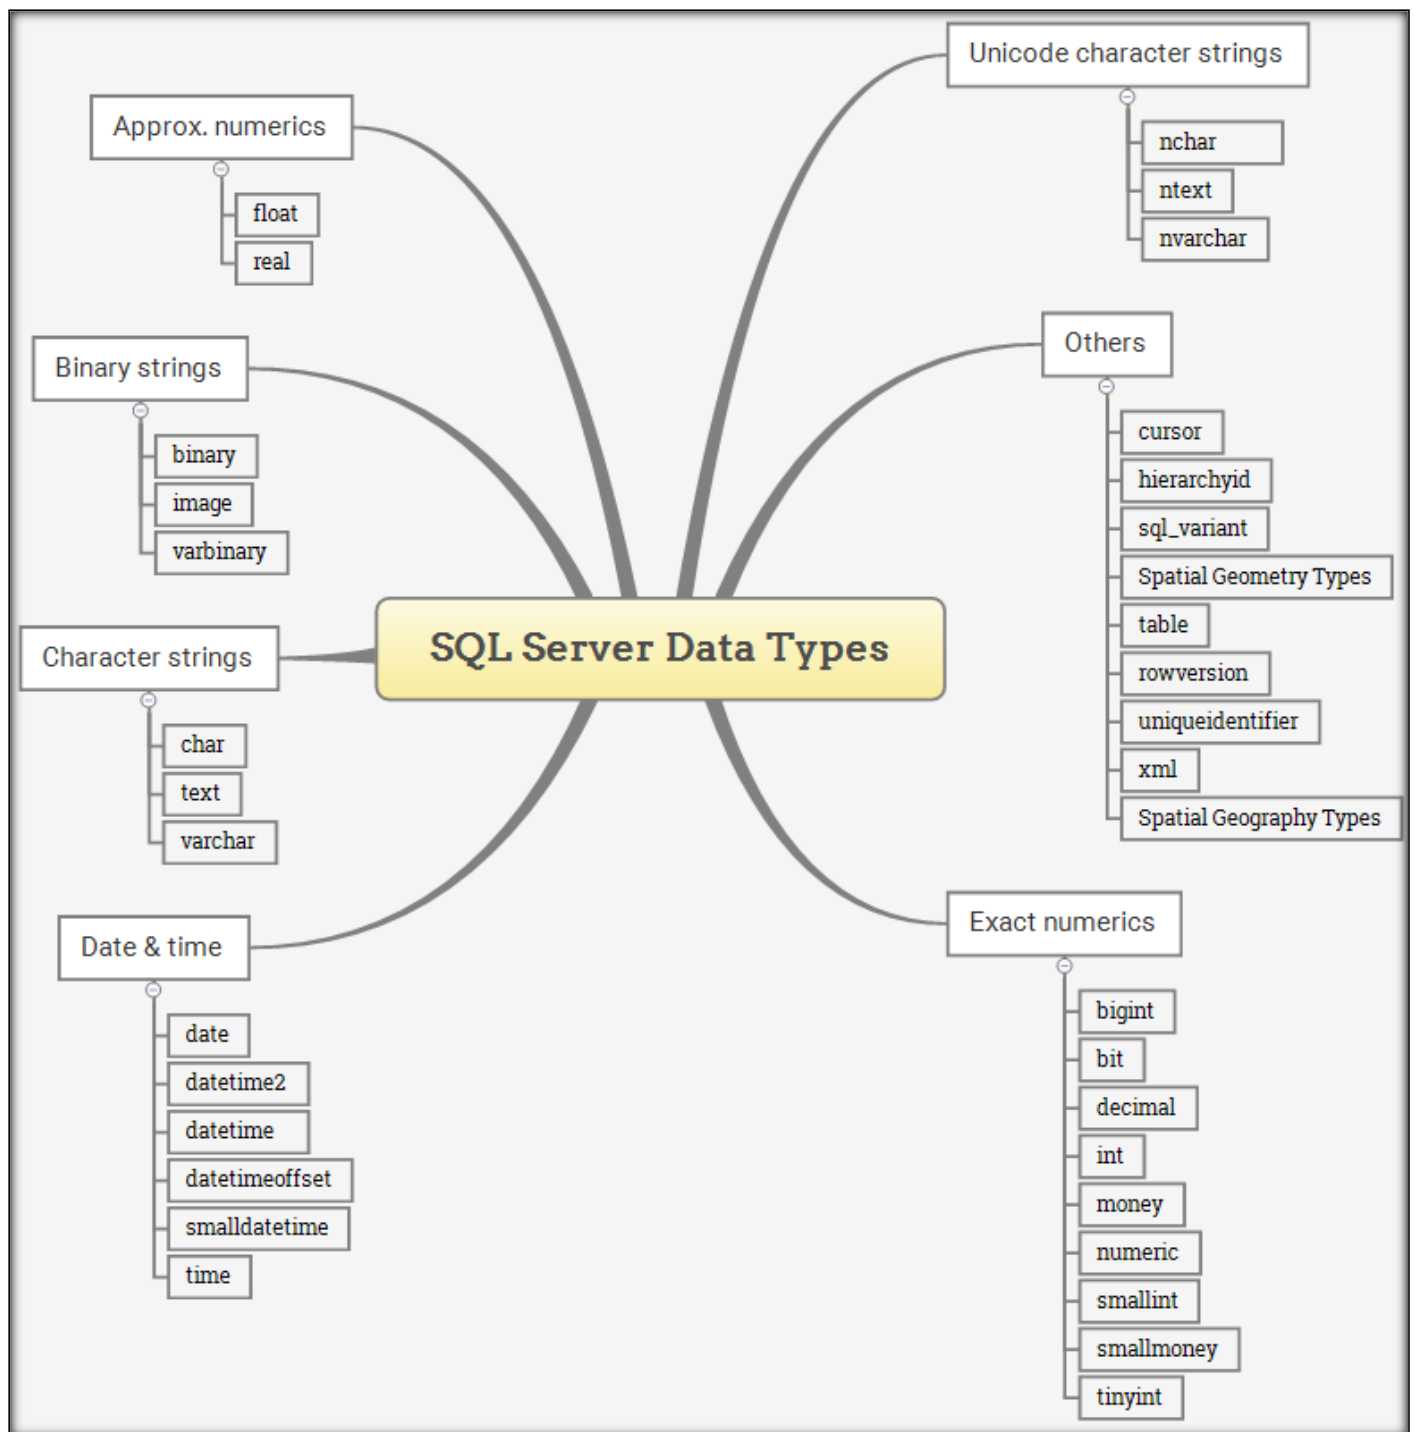 SQL Server Data Types
Approx. numerics
float
real
Binary strings
binary
image
varbinary
Character strings
char
text
varchar
Date & time
date
datetime2
datetime
datetimeoffset
smalldatetime
time
Unicode character strings
nchar
ntext
nvarchar
Others
cursor
hierarchyid
sql_variant
Spatial Geometry Types
table
rowversion
uniqueidentifier
xml
Spatial Geography Types
Exact numerics
bigint
bit
decimal
int
money
numeric
smallint
smallmoney
tinyint